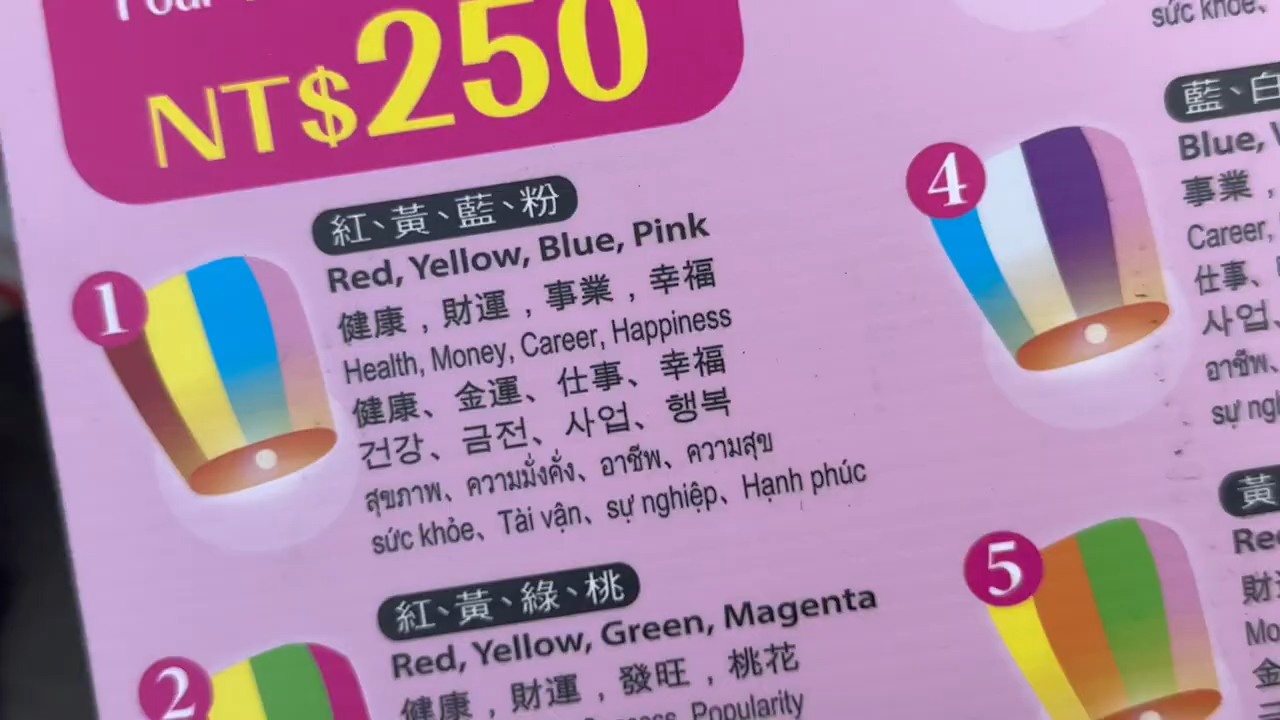 NT$250
1
紅、黃、藍、粉
Red, Yellow, Blue, Pink
健康，財運，事業，幸福
Health, Money, Career, Happiness
健康、金運、仕事、幸福
건강、금전、사업、행복
สุขภาพ、ความมั่งคั่ง、อาชีพ、ความสุข
sức khỏe、Tài vận、sự nghiệp、Hạnh phúc
2
紅、黃、綠、桃
Red, Yellow, Green, Magenta
健康，財運，發旺，桃花
Popularity
sức khỏe、
4
藍、白
Blue,
事業，
Career,
仕事、
사업、
อาชีพ、
5
黃
財